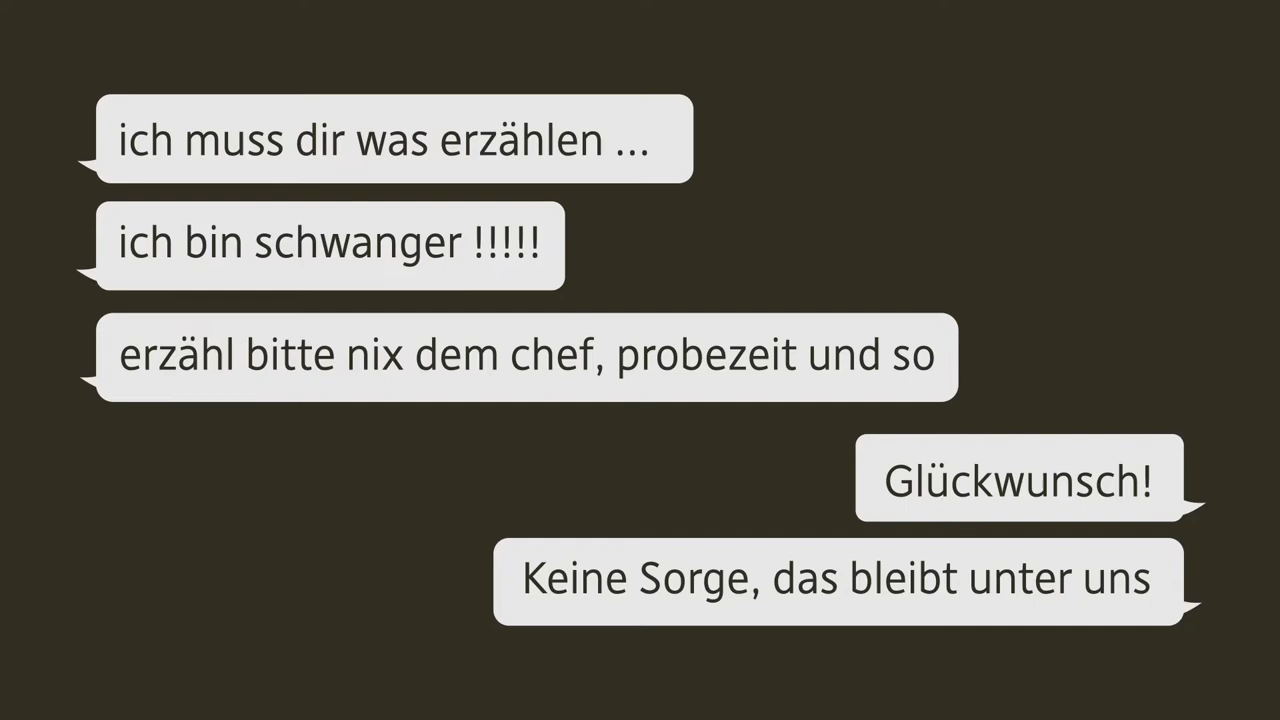 ich muss dir was erzählen ...
ich bin schwanger !!!!!
erzähl bitte nix dem chef, probezeit und so
Glückwunsch!
Keine Sorge, das bleibt unter uns